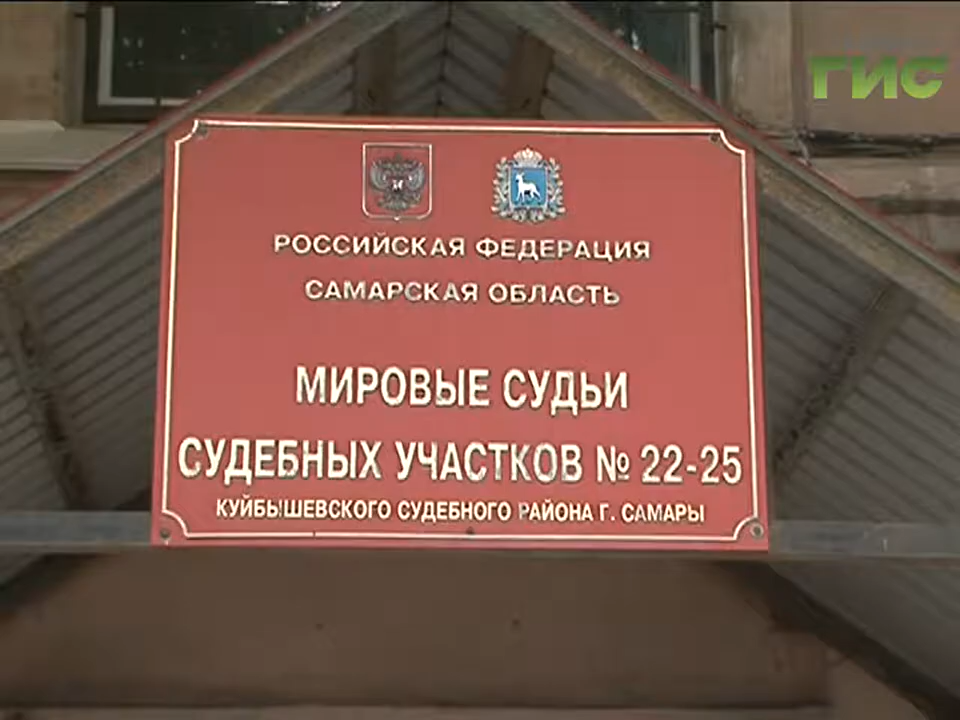 ГИС
РОССИЙСКАЯ ФЕДЕРАЦИЯ
САМАРСКАЯ ОБЛАСТЬ
МИРОВЫЕ СУДЬИ
СУДЕБНЫХ УЧАСТКОВ № 22-25
КУЙБЫШЕВСКОГО СУДЕБНОГО РАЙОНА Г. САМАРЫ